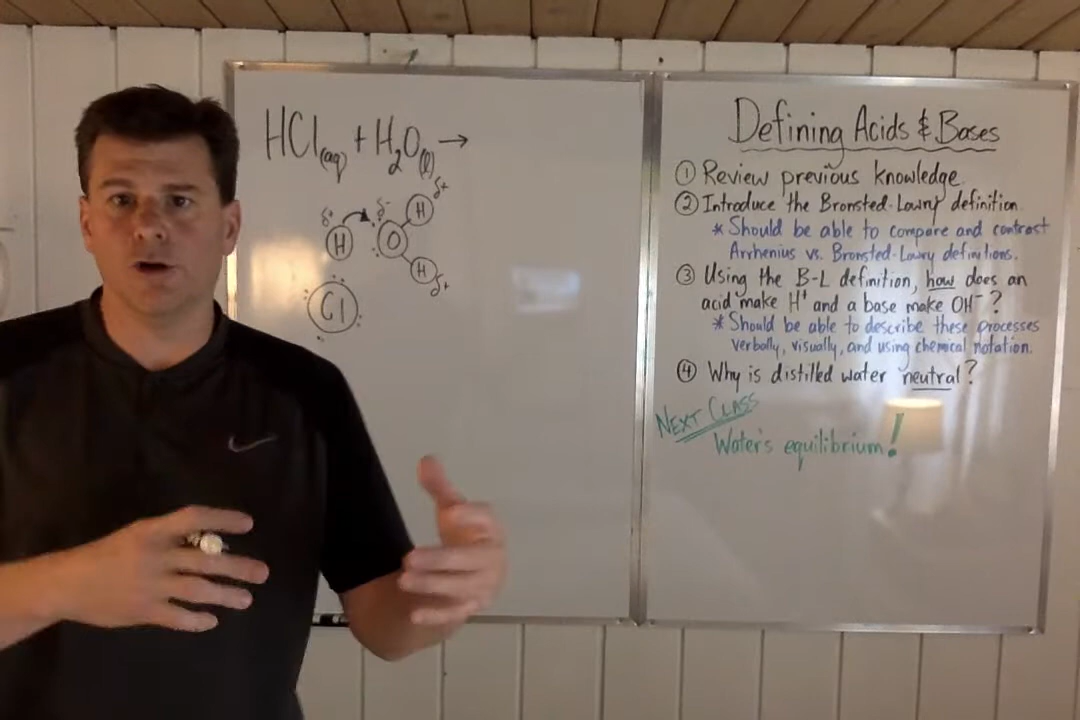 HCl(aq) + H₂O(l) →
δ+ δ- H δ+
H O
H δ+
Cl
Defining Acids & Bases
① Review previous knowledge
② Introduce the Bronsted-Lowry definition
* Should be able to compare and contrast
Arrhenius vs. Bronsted-Lowry definitions.
③ Using the B-L definition, how does an
acid make H⁺ and a base make OH⁻?
* Should be able to describe these processes
verbally, visually, and using chemical notation.
④ Why is distilled water neutral?
NEXT CLASS
Water's equilibrium!